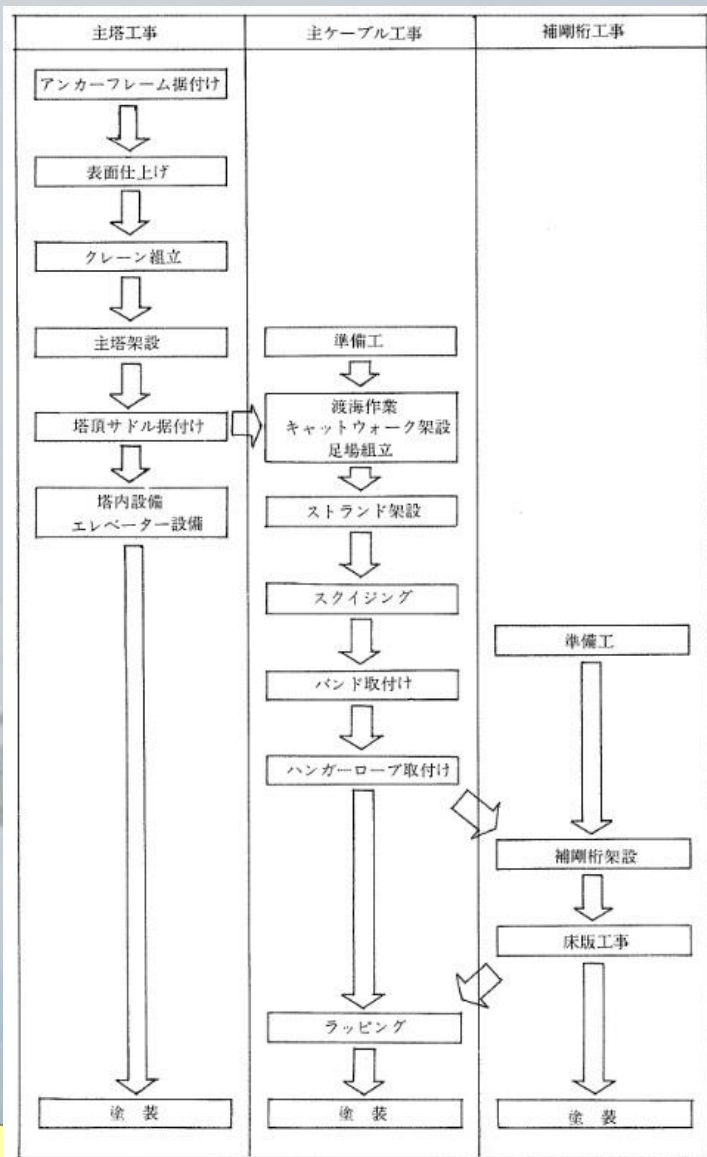 主塔工事
主ケーブル工事
補剛桁工事
アンカーフレーム据付け
表面仕上げ
クレーン組立
主塔架設
塔頂サドル据付け
塔内設備
エレベーター設備
塗 装
準備工
渡海作業
キャットウォーク架設
足場組立
ストランド架設
スクイジング
バンド取付け
ハンガーロープ取付け
ラッピング
塗 装
準備工
補剛桁架設
床版工事
塗 装